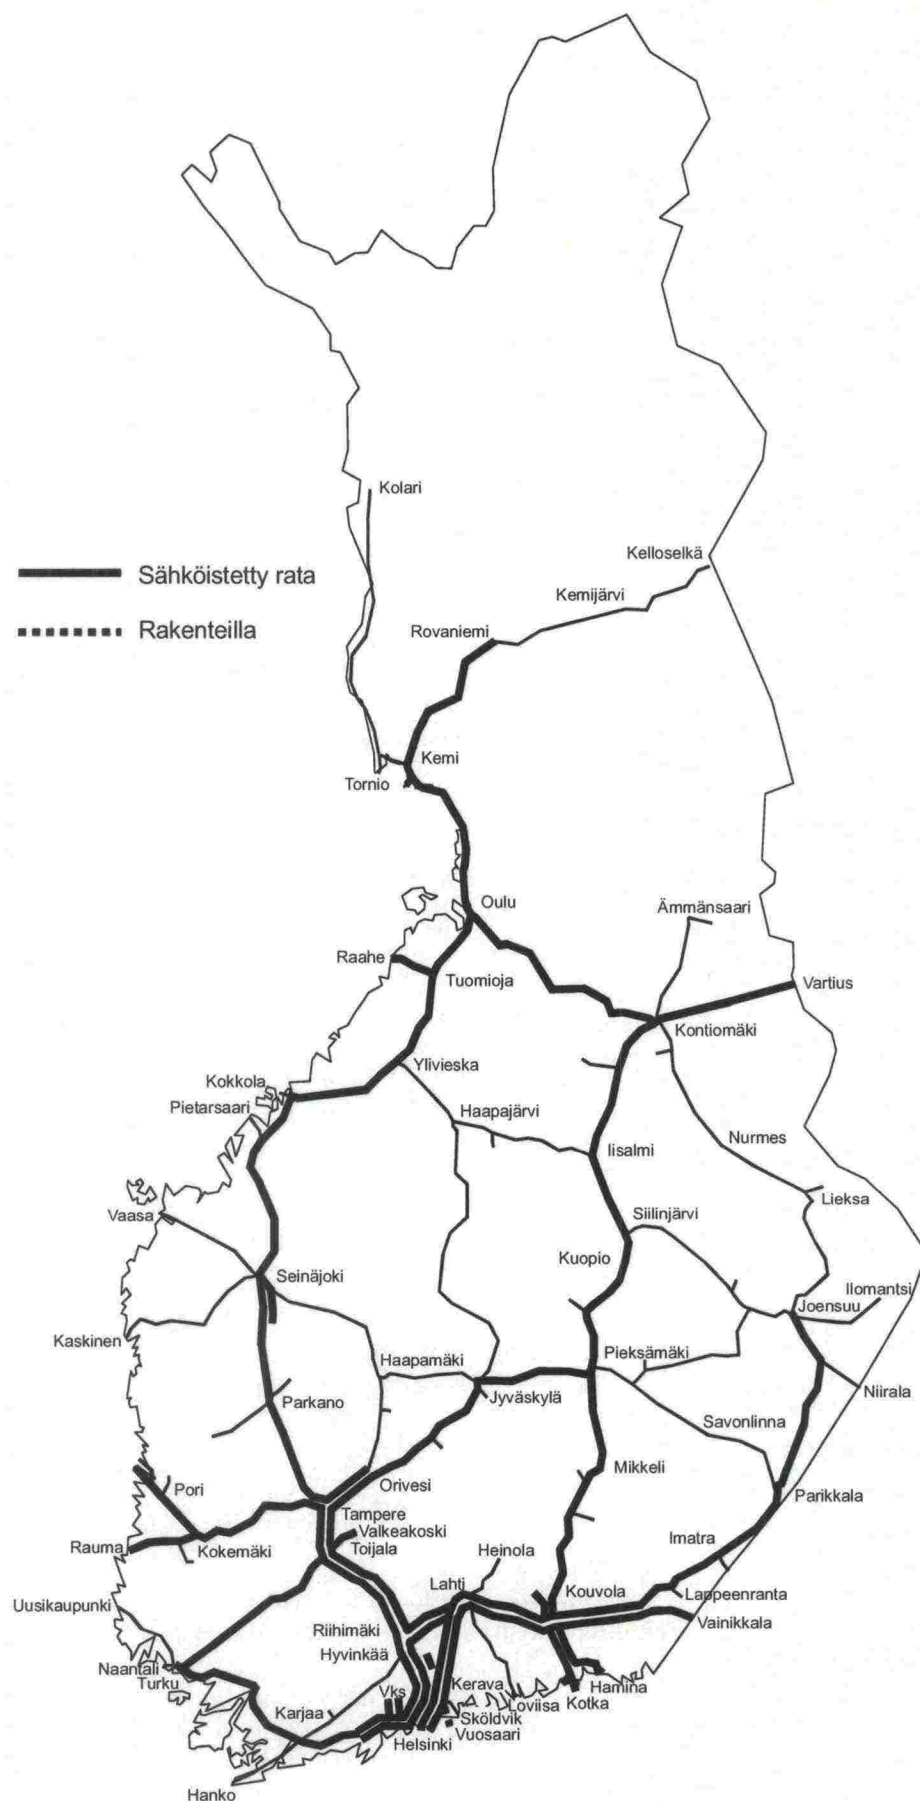 Kolari
Kelloselkä
Sähköistetty rata
Kemijärvi
Rakenteilla
Rovaniemi
Kemi
Tornio
Oulu
Ämmänsaari
Raahe
Tuomioja
Vartius
Kontiomäki
Ylivieska
Kokkola
Pietarsaari
Haapajärvi
Nurmes
Iisalmi
Lieksa
Vaasa
Siilinjärvi
Kuopio
Seinäjoki
Ilomantsi
Joensuu
Kaskinen
Haapamäki
Pieksämäki
Niirala
Jyväskylä
Parkano
Savonlinna
Mikkeli
Orivesi
Pori
Parikkala
Tampere
Valkeakoski
Toijala
Rauma
Kokemäki
Imatra
Heinola
Lahti
Kouvola
Lappeenranta
Uusikaupunki
Vainikkala
Riihimäki
Hyvinkää
Naantali
Turku
Kerava
Hamina
Vks
Loviisa
Kotka
Karjaa
Sköldvik
Vuosaari
Helsinki
Hanko